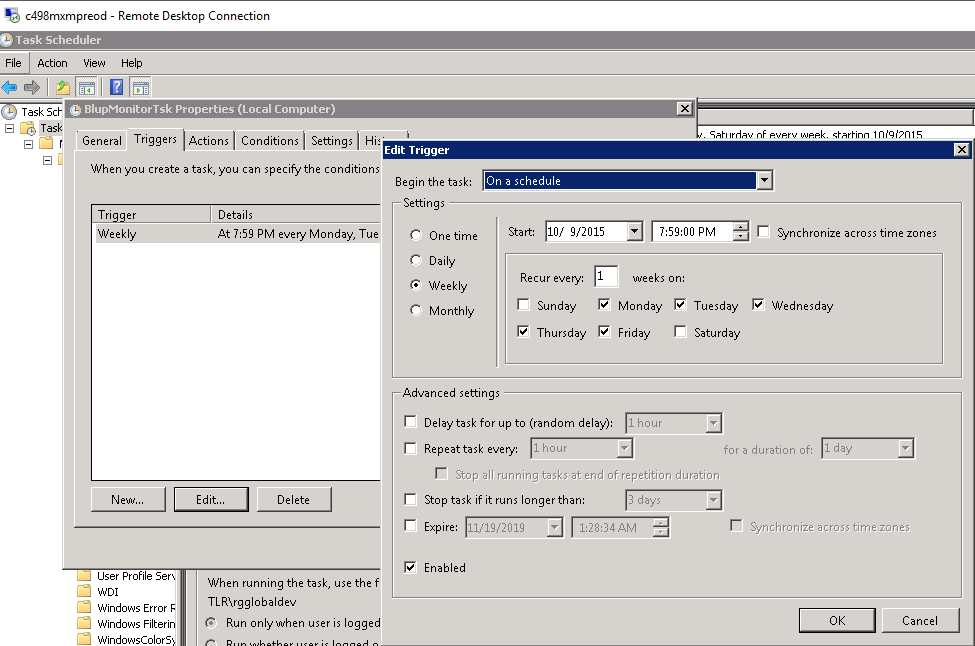 c498mxmpreod - Remote Desktop Connection
Task Scheduler
File Action View Help
Task Sch
BlupMonitorTsk Properties (Local Computer)
Task
y, Saturday of every week, starting 10/9/2015
General Triggers Actions Conditions Settings His
Edit Trigger
When you create a task, you can specify the conditions
Begin the task: On a schedule
Settings
Trigger Details
Weekly At 7:59 PM every Monday, Tue
One time
Daily
Weekly
Monthly
Start: 10/ 9/2015 7:59:00 PM Synchronize across time zones
Recur every: 1 weeks on:
Sunday Monday Tuesday Wednesday
Thursday Friday Saturday
Advanced settings
Delay task for up to (random delay): 1 hour
Repeat task every: 1 hour for a duration of: 1 day
Stop all running tasks at end of repetition duration
Stop task if it runs longer than: 3 days
Expire: 11/19/2019 1:28:34 AM Synchronize across time zones
Enabled
New... Edit... Delete
OK Cancel
User Profile Serv
WDI
Windows Error R
Windows Filterin
WindowsColorSy
When running the task, use the f
TLR\rgglobaldev
Run only when user is logged
Run whether user is logged o